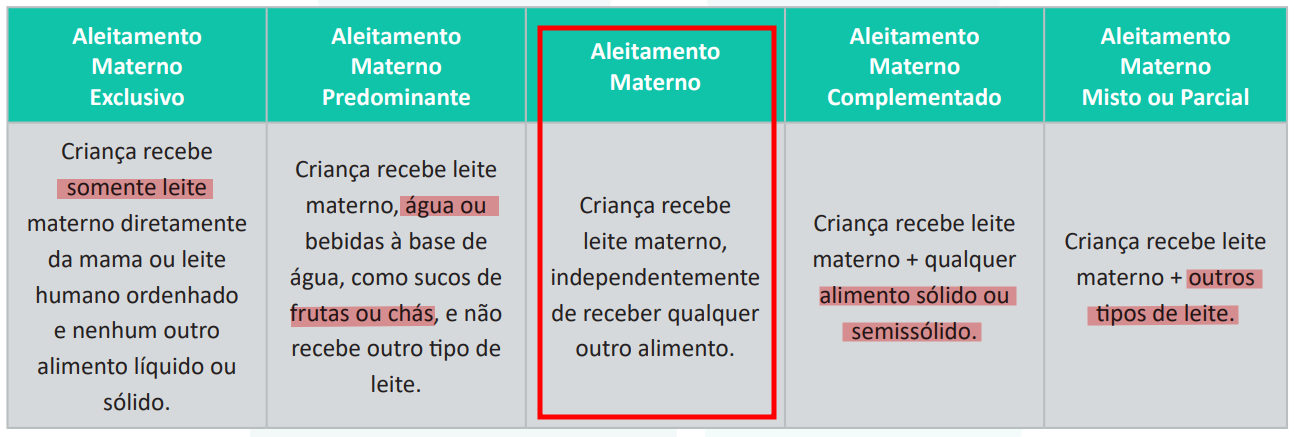 Aleitamento
Materno
Exclusivo
Aleitamento
Materno
Predominante
Aleitamento
Materno
Aleitamento
Materno
Complementado
Aleitamento
Materno
Misto ou Parcial
Criança recebe
somente leite
materno diretamente
da mama ou leite
humano ordenhado
e nenhum outro
alimento líquido ou
sólido.
Criança recebe leite
materno, água ou
bebidas à base de
água, como sucos de
frutas ou chás, e não
recebe outro tipo de
leite.
Criança recebe
leite materno,
independentemente
de receber qualquer
outro alimento.
Criança recebe leite
materno + qualquer
alimento sólido ou
semissólido.
Criança recebe leite
materno + outros
tipos de leite.